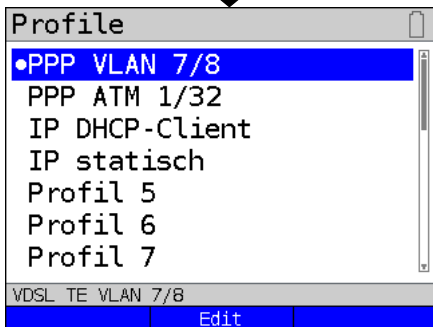 Profile
●PPP VLAN 7/8
PPP ATM 1/32
IP DHCP-Client
IP statisch
Profil 5
Profil 6
Profil 7
VDSL TE VLAN 7/8
Edit